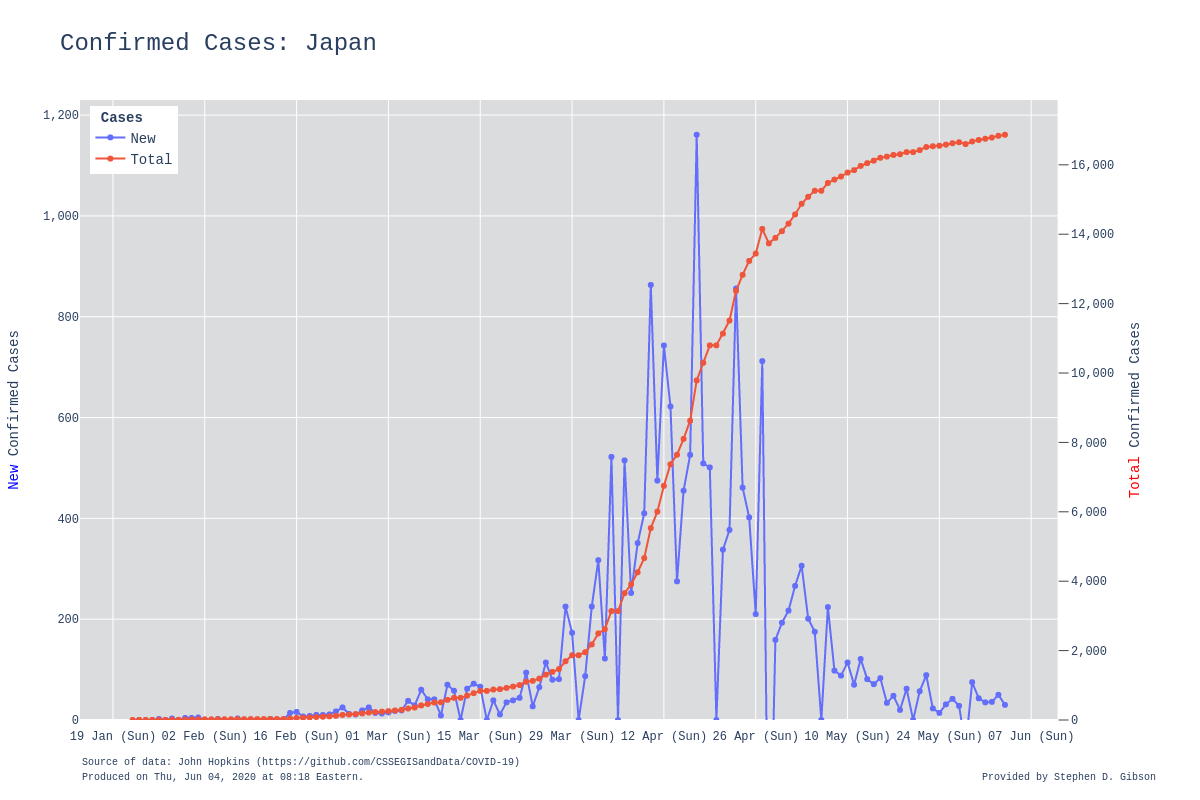 Confirmed Cases: Japan
Cases
New
Total
1,200
1,000
800
600
400
200
0
16,000
14,000
12,000
10,000
8,000
6,000
4,000
2,000
0
New Confirmed Cases
Total Confirmed Cases
19 Jan (Sun) 02 Feb (Sun) 16 Feb (Sun) 01 Mar (Sun) 15 Mar (Sun) 29 Mar (Sun) 12 Apr (Sun) 26 Apr (Sun) 10 May (Sun) 24 May (Sun) 07 Jun (Sun)
Source of data: John Hopkins (https://github.com/CSSEGISandData/COVID-19)
Produced on Thu, Jun 04, 2020 at 08:18 Eastern.
Provided by Stephen D. Gibson